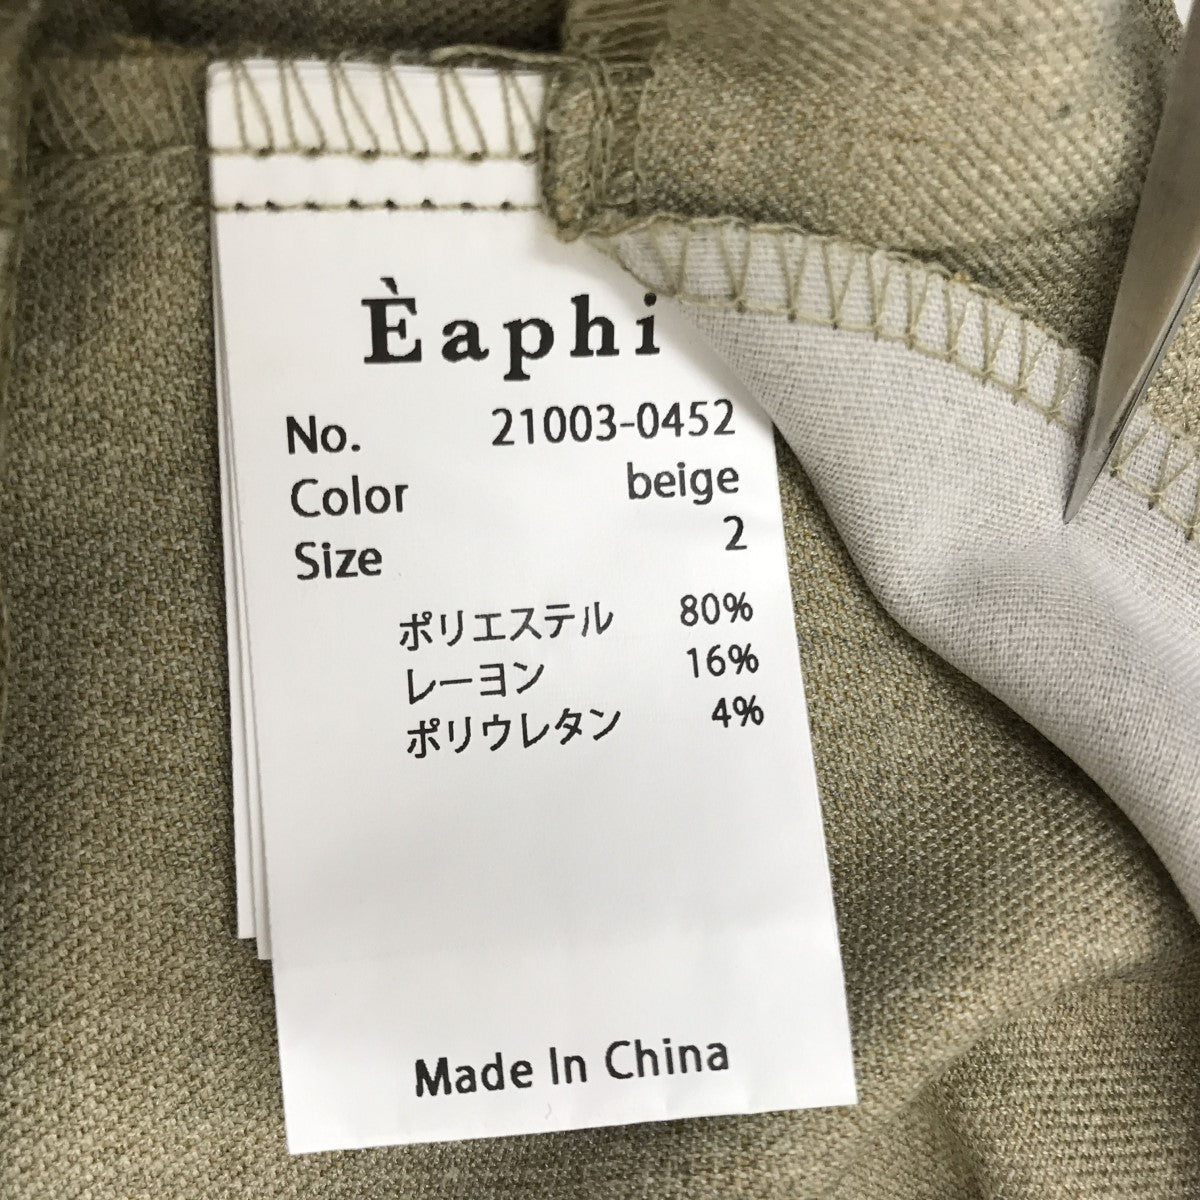 Èaphi
No. 21003-0452
Color beige
Size 2
ポリエステル 80%
レーヨン 16%
ポリウレタン 4%
Made In China